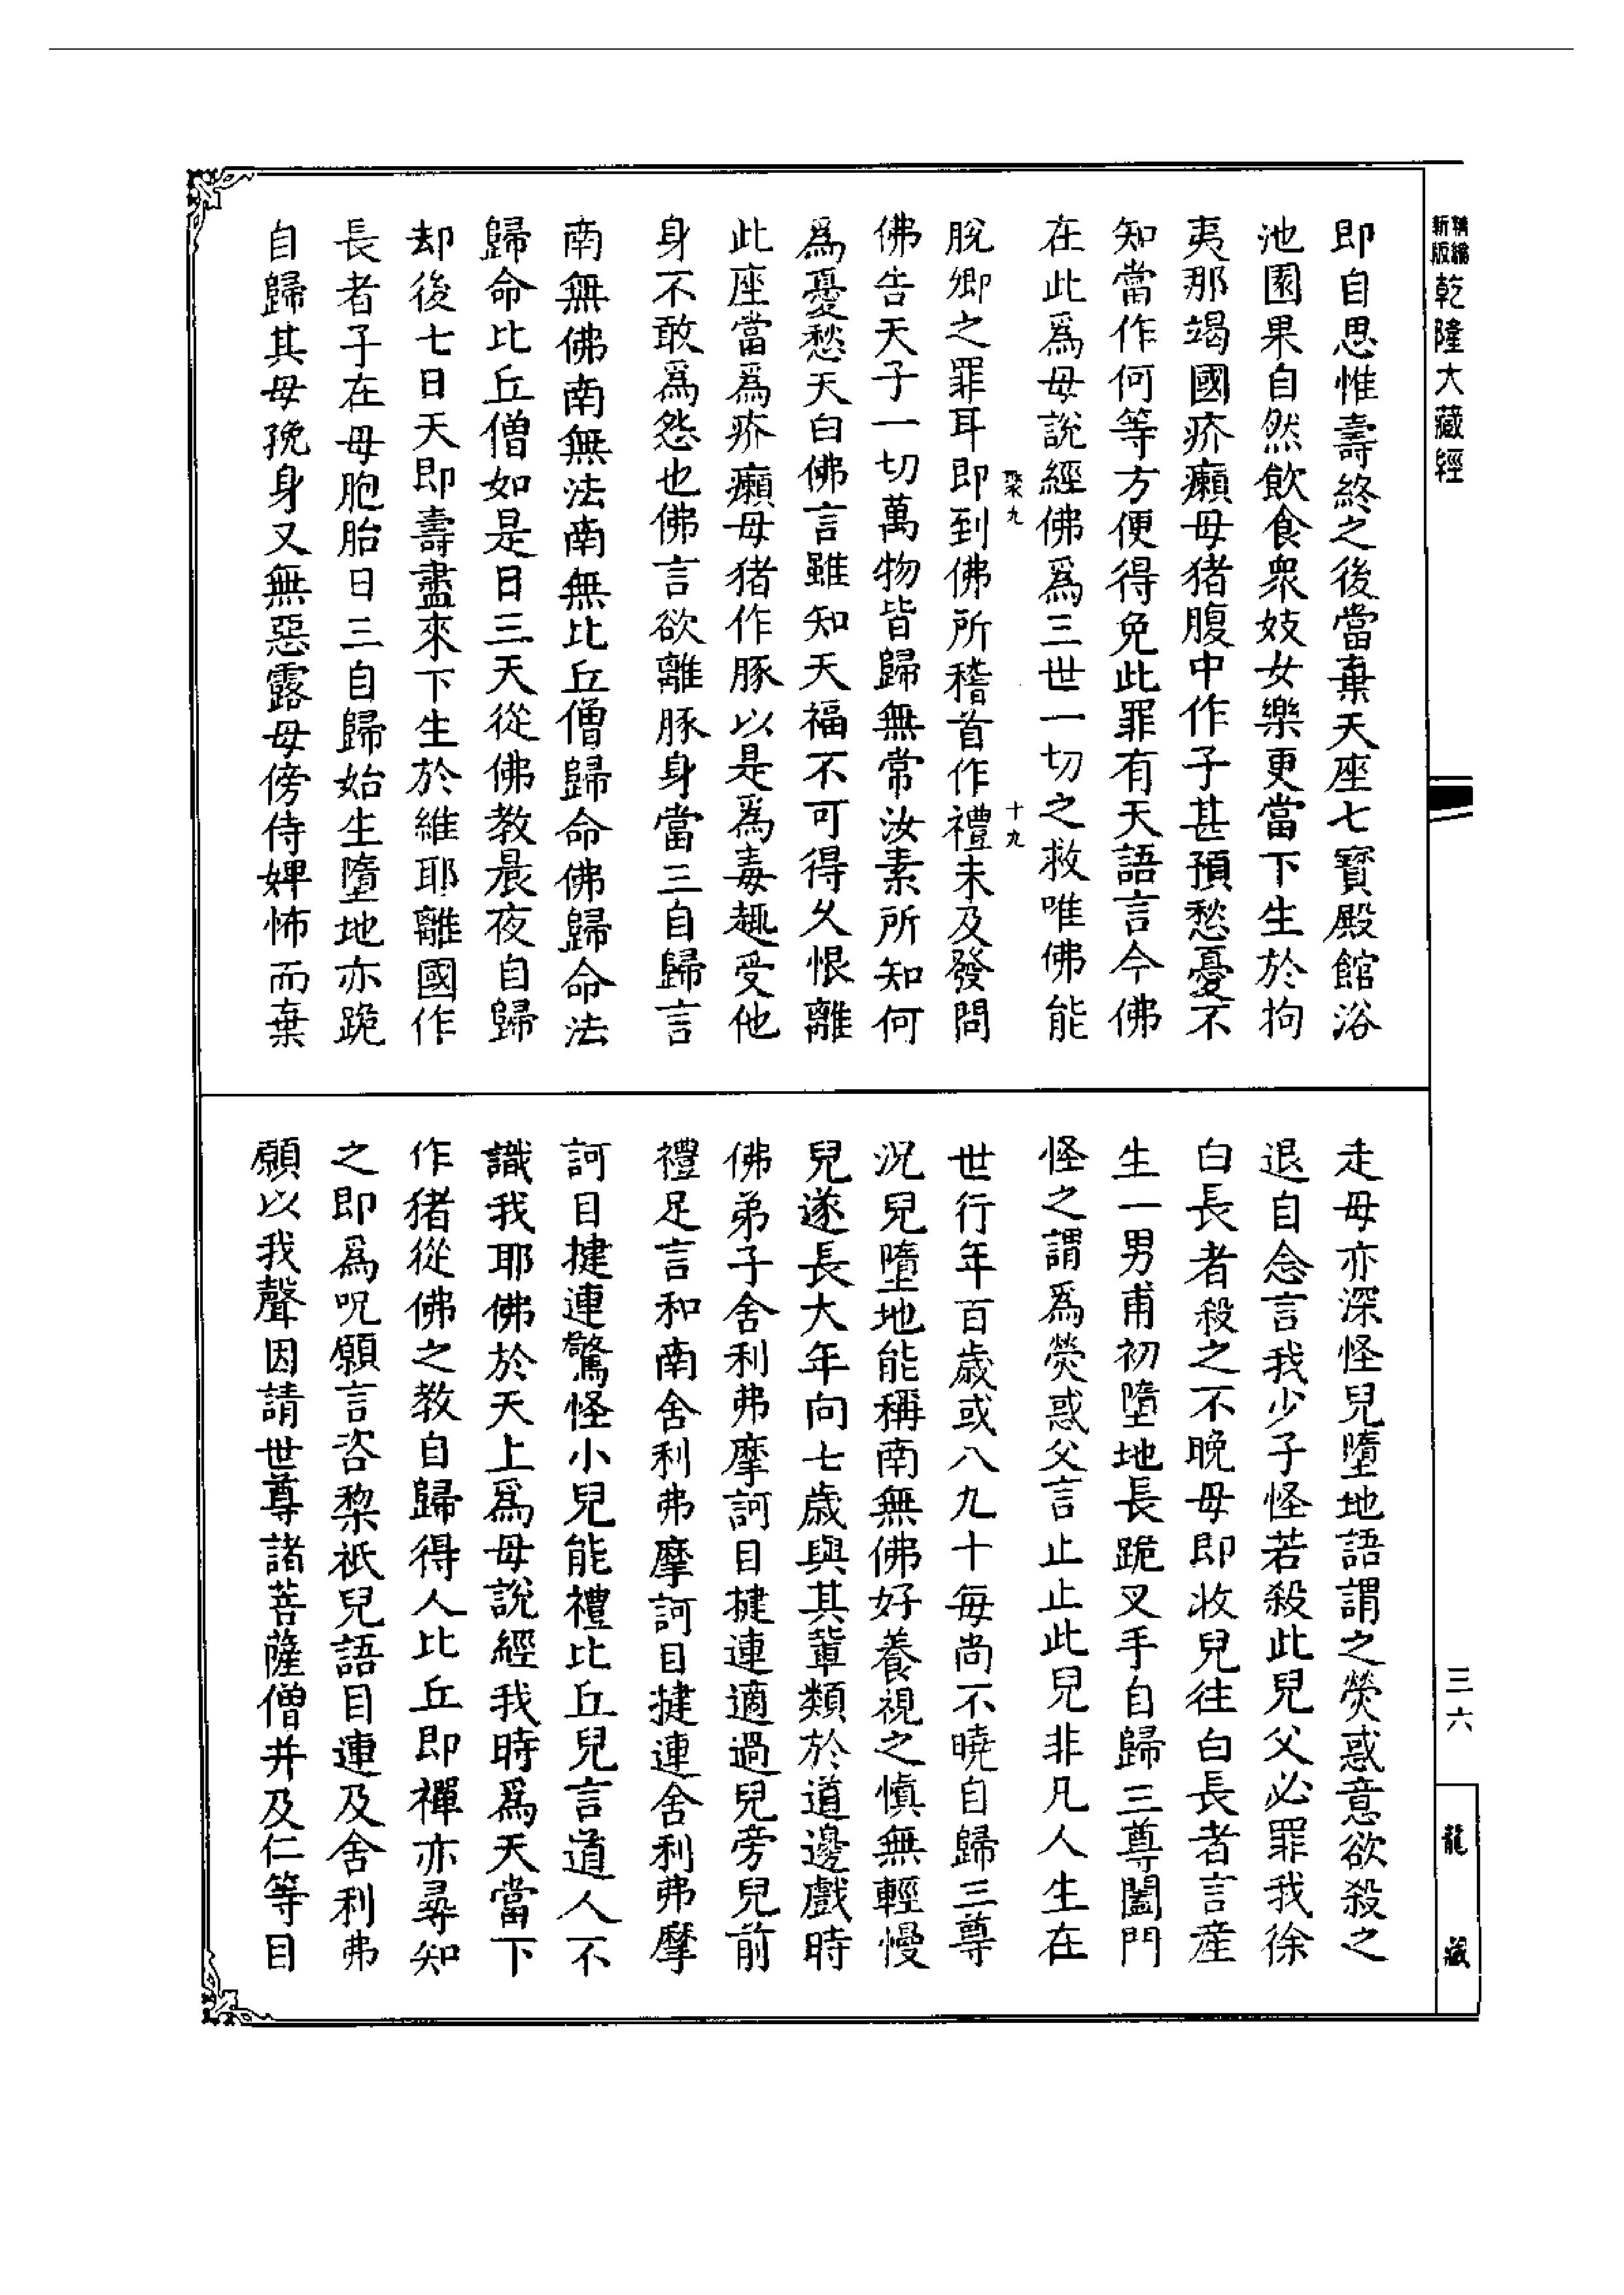 新版精編乾隆大藏經
即自思惟壽終之後當棄天座七寶殿館浴
池園果自然飲食衆妓女樂更當下生於拘
夷那竭國疥癩母猪腹中作子甚預愁憂不
知當作何等方便得免此罪有天語言今佛
在此爲母說經佛爲三世一切之救唯佛能
聚九 十九
脫卿之罪耳即到佛所稽首作禮未及發問
佛告天子一切萬物皆歸無常汝素所知何
爲憂愁天白佛言雖知天福不可得久恨離
此座當爲疥癩母猪作豚以是爲毒趣受他
身不敢爲怨也佛言欲離豚身當三自歸言
南無佛南無法南無比丘僧歸命佛歸命法
歸命比丘僧如是日三天從佛教晨夜自歸
却後七日天即壽盡來下生於維耶離國作
長者子在母胞胎日三自歸始生墮地亦跪
自歸其母娩身又無惡露母傍侍婢怖而棄
走母亦深怪兒墮地語謂之熒惑意欲殺之
退自念言我少子怪若殺此兒父必罪我徐
白長者殺之不晚母即收兒往白長者言產
生一男甫初墮地長跪叉手自歸三尊闔門
怪之謂爲熒惑父言止止此兒非凡人生在
世行年百歲或八九十每尚不曉自歸三尊
況兒墮地能稱南無佛好養視之愼無輕慢
兒遂長大年向七歲與其輩類於道邊戲時
佛弟子舍利弗摩訶目揵連適過兒旁兒前
禮足言和南舍利弗摩訶目揵連舍利弗摩
訶目揵連驚怪小兒能禮比丘兒言道人不
識我耶佛於天上爲母說經我時爲天當下
作猪從佛之教自歸得人比丘即禪亦尋知
之即爲呪願言咨棃祇兒語目連及舍利弗
願以我聲因請世尊諸菩薩僧并及仁等目
三六
龍藏